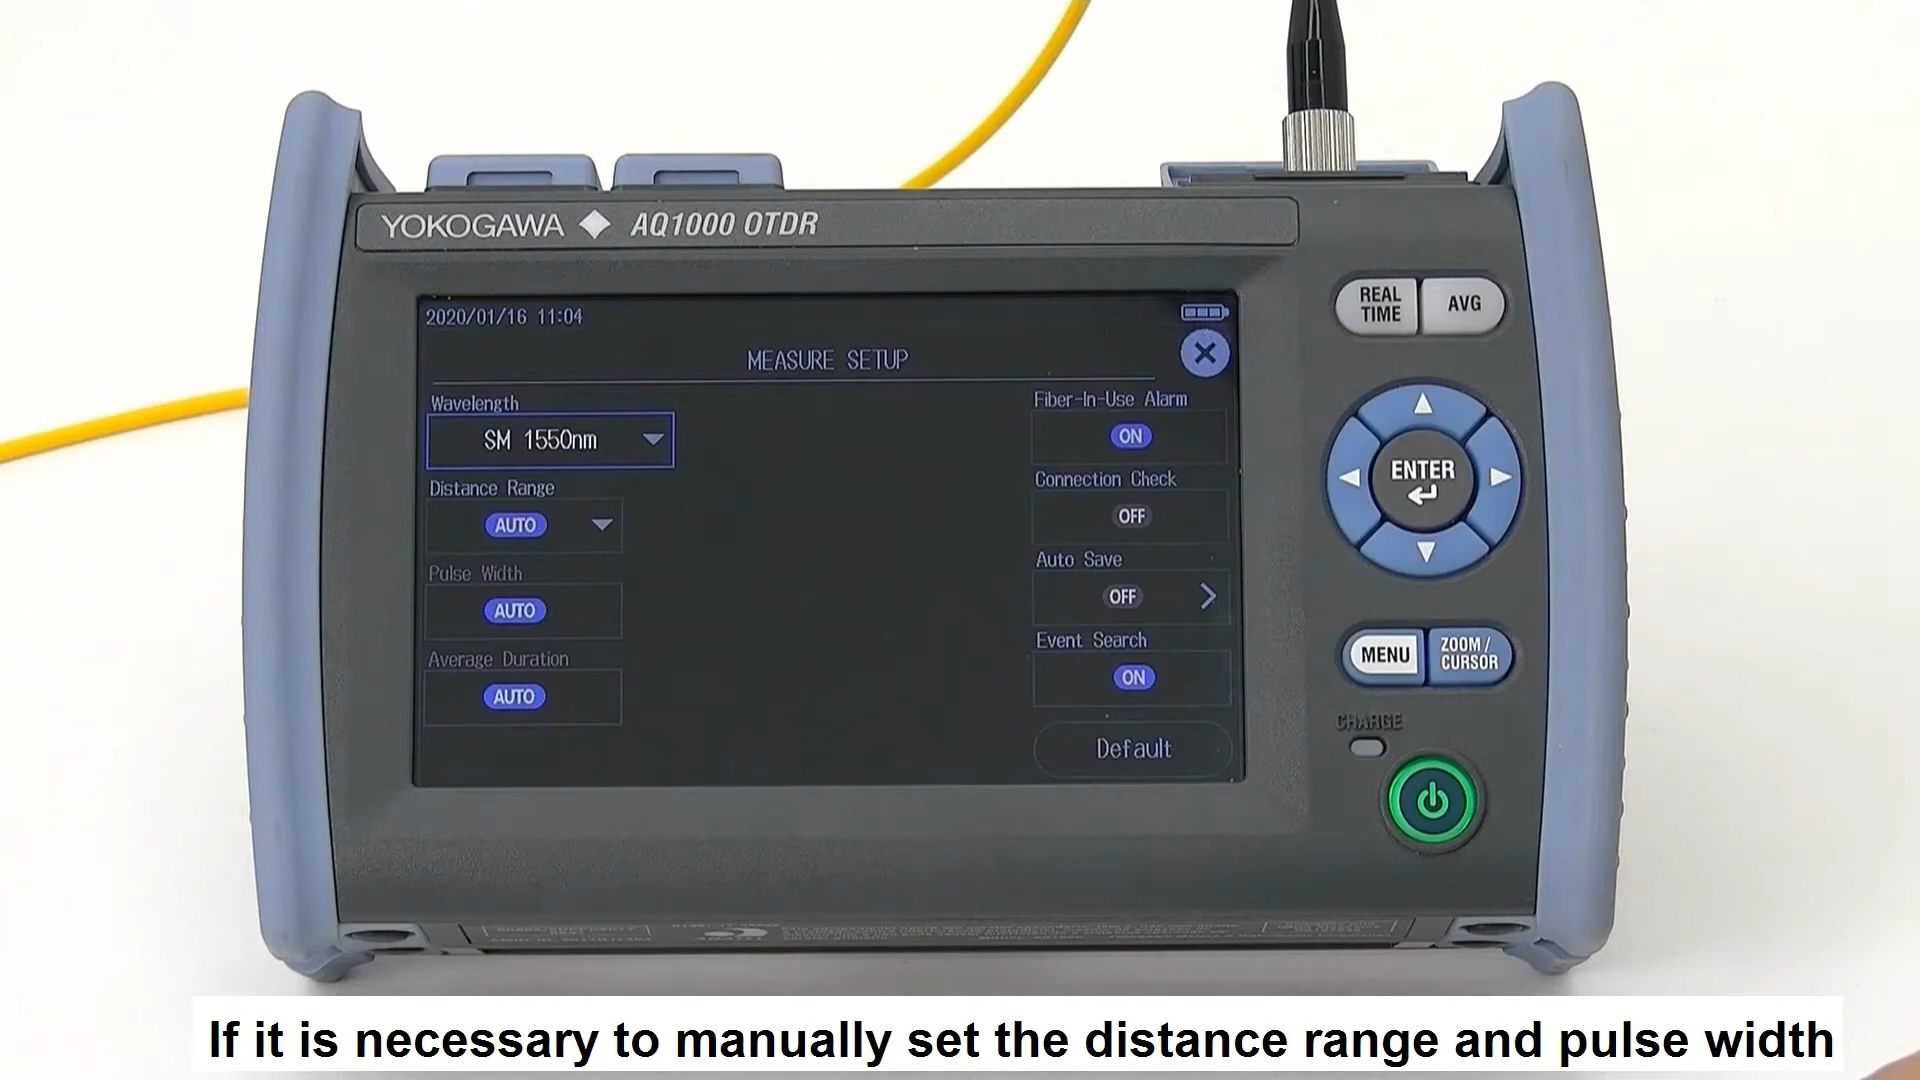 YOKOGAWA AQ1000 OTDR
2020/01/16 11:04
MEASURE SETUP
Wavelength
SM 1550nm
Distance Range
AUTO
Pulse Width
AUTO
Average Duration
AUTO
Fiber-In-Use Alarm
ON
Connection Check
OFF
Auto Save
OFF
Event Search
ON
Default
REAL
TIME
AVG
ENTER
MENU
ZOOM /
CURSOR
CHARGE
If it is necessary to manually set the distance range and pulse width